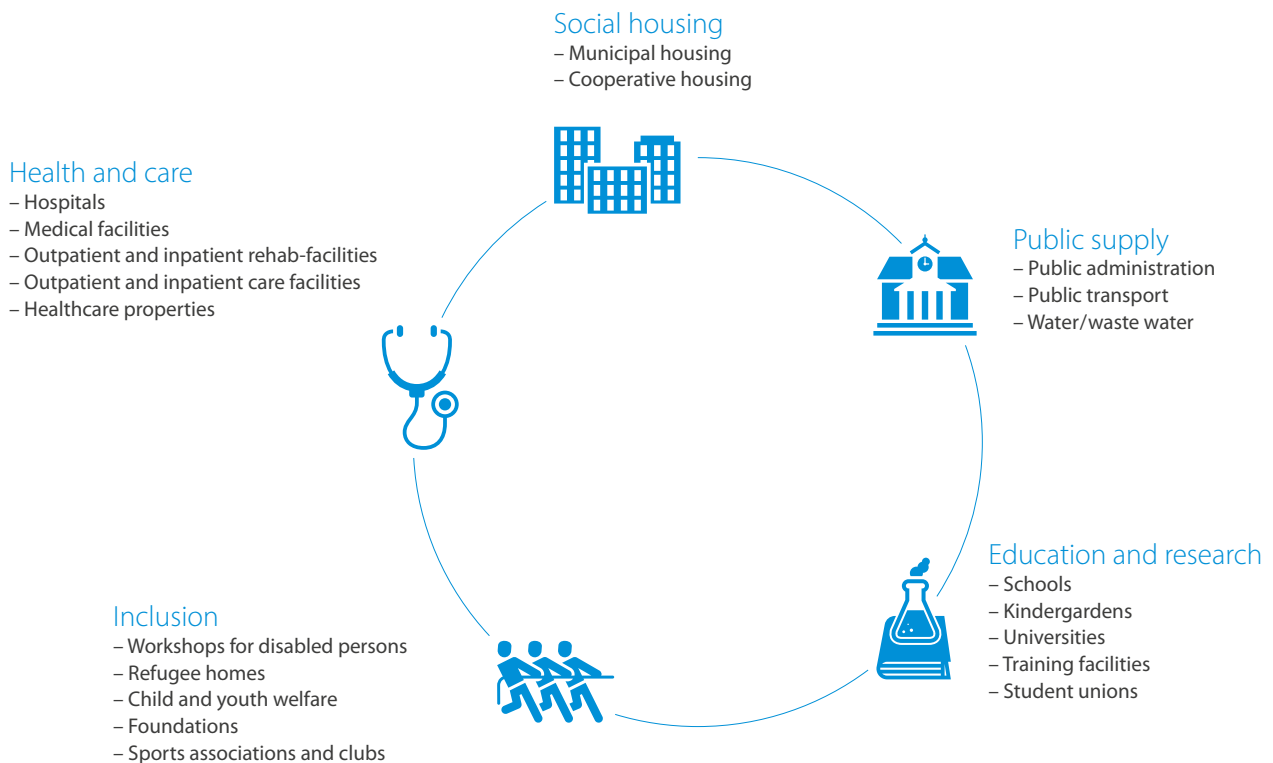 Social housing
– Municipal housing
– Cooperative housing
Health and care
– Hospitals
– Medical facilities
– Outpatient and inpatient rehab-facilities
– Outpatient and inpatient care facilities
– Healthcare properties
Public supply
– Public administration
– Public transport
– Water/waste water
Education and research
– Schools
– Kindergardens
– Universities
– Training facilities
– Student unions
Inclusion
– Workshops for disabled persons
– Refugee homes
– Child and youth welfare
– Foundations
– Sports associations and clubs